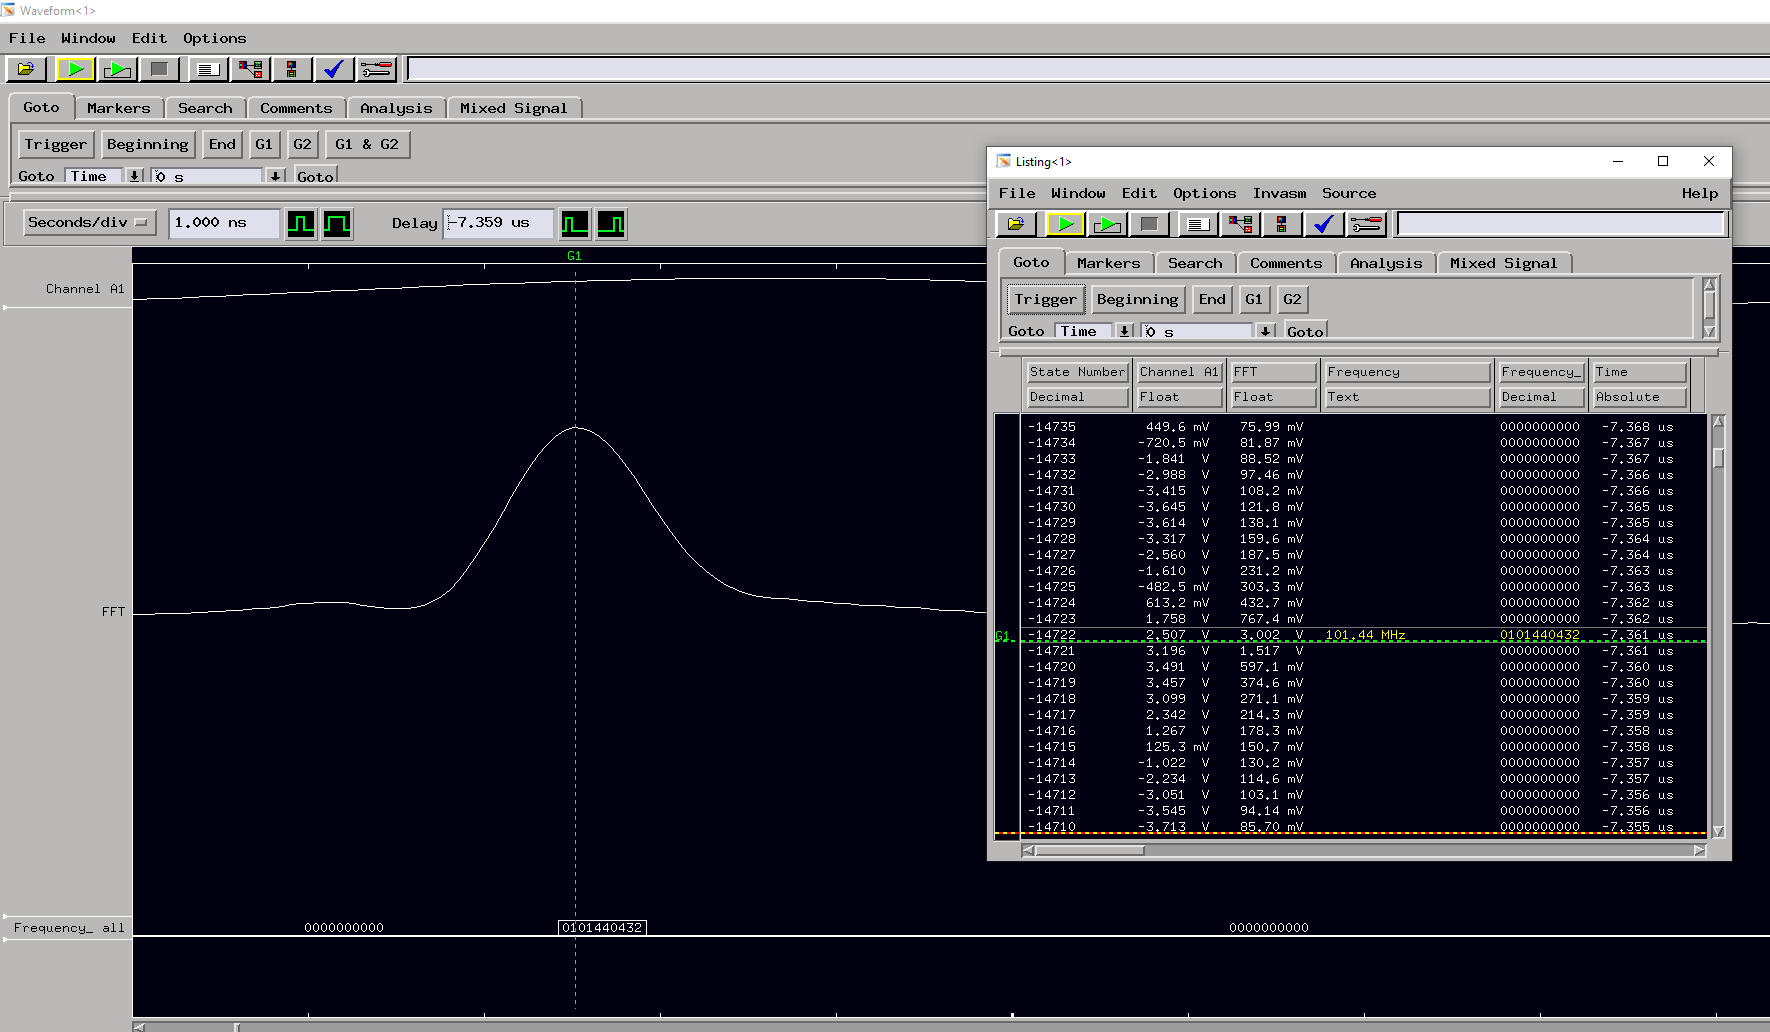 Waveform<1>
File Window Edit Options
Goto Markers Search Comments Analysis Mixed Signal
Trigger Beginning End G1 G2 G1 & G2
Goto Time 0 s Goto
Seconds/div 1.000 ns Delay -7.359 us
G1
Channel A1
FFT
Frequency_ all 0000000000 0101440432 0000000000
Listing<1>
File Window Edit Options Invasm Source Help
Goto Markers Search Comments Analysis Mixed Signal
Trigger Beginning End G1 G2
Goto Time 0 s Goto
State Number Channel A1 FFT Frequency Frequency_ Time
Decimal Float Float Text Decimal Absolute
-14735 449.6 mV 75.99 mV 0000000000 -7.368 us
-14734 -720.5 mV 81.87 mV 0000000000 -7.367 us
-14733 -1.841 V 88.52 mV 0000000000 -7.367 us
-14732 -2.988 V 97.46 mV 0000000000 -7.366 us
-14731 -3.415 V 108.2 mV 0000000000 -7.366 us
-14730 -3.645 V 121.8 mV 0000000000 -7.365 us
-14729 -3.614 V 138.1 mV 0000000000 -7.365 us
-14728 -3.317 V 159.6 mV 0000000000 -7.364 us
-14727 -2.560 V 187.5 mV 0000000000 -7.364 us
-14726 -1.610 V 231.2 mV 0000000000 -7.363 us
-14725 -482.5 mV 303.3 mV 0000000000 -7.363 us
-14724 613.2 mV 432.7 mV 0000000000 -7.362 us
-14723 1.758 V 767.4 mV 0000000000 -7.362 us
G1 -14722 2.507 V 3.002 V 101.44 MHz 0101440432 -7.361 us
-14721 3.196 V 1.517 V 0000000000 -7.361 us
-14720 3.491 V 597.1 mV 0000000000 -7.360 us
-14719 3.457 V 374.6 mV 0000000000 -7.360 us
-14718 3.099 V 271.1 mV 0000000000 -7.359 us
-14717 2.342 V 214.3 mV 0000000000 -7.359 us
-14716 1.267 V 178.3 mV 0000000000 -7.358 us
-14715 125.3 mV 150.7 mV 0000000000 -7.358 us
-14714 -1.022 V 130.2 mV 0000000000 -7.357 us
-14713 -2.234 V 114.6 mV 0000000000 -7.357 us
-14712 -3.051 V 103.1 mV 0000000000 -7.356 us
-14711 -3.545 V 94.14 mV 0000000000 -7.356 us
-14710 -3.713 V 85.70 mV 0000000000 -7.355 us